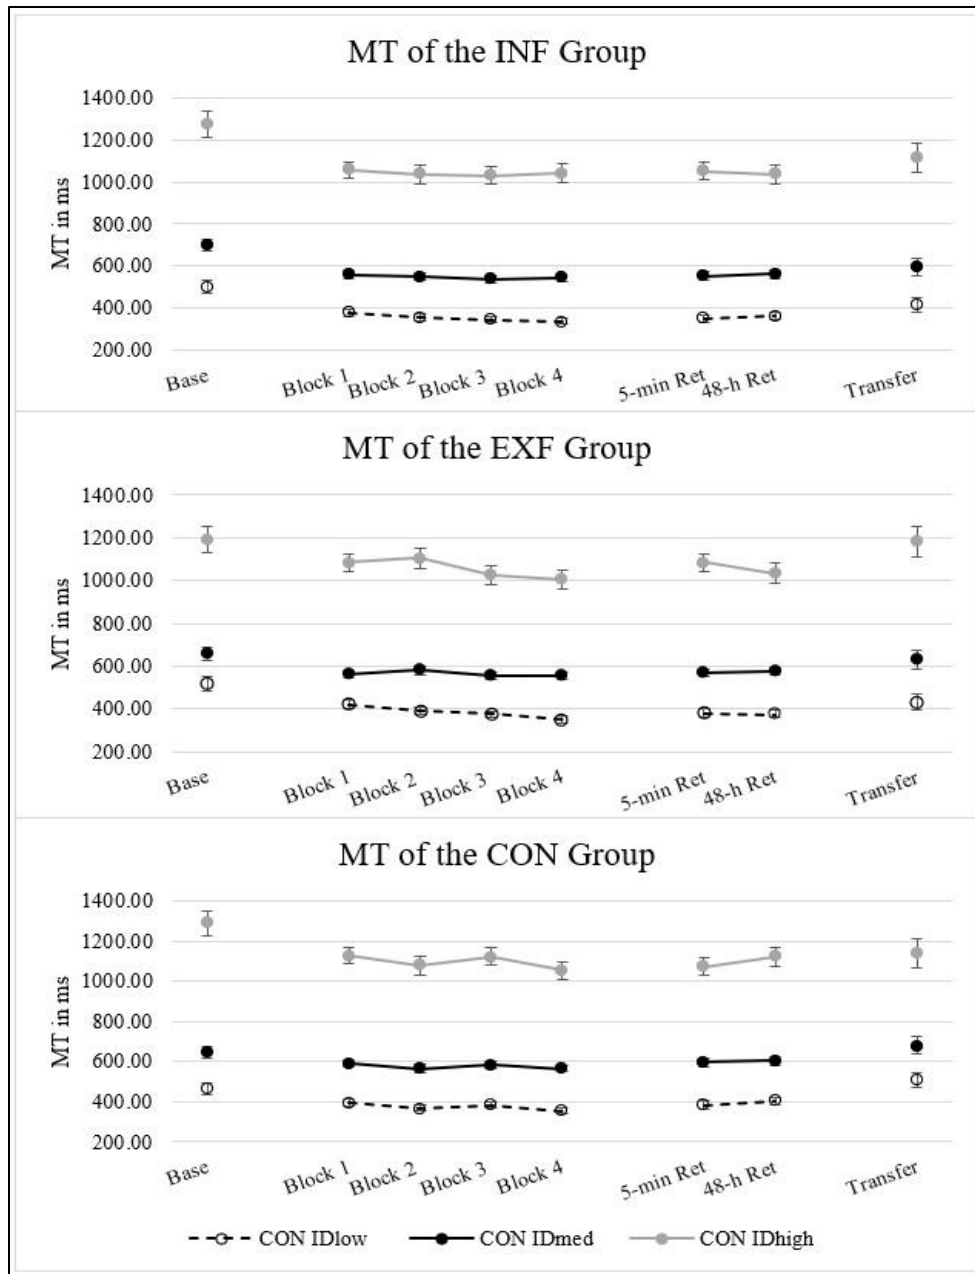 MT of the INF Group
MT in ms
1400.00
1200.00
1000.00
800.00
600.00
400.00
200.00
Base Block 1 Block 2 Block 3 Block 4 5-min Ret 48-h Ret Transfer
MT of the EXF Group
MT in ms
1400.00
1200.00
1000.00
800.00
600.00
400.00
200.00
Base Block 1 Block 2 Block 3 Block 4 5-min Ret 48-h Ret Transfer
MT of the CON Group
MT in ms
1400.00
1200.00
1000.00
800.00
600.00
400.00
200.00
Base Block 1 Block 2 Block 3 Block 4 5-min Ret 48-h Ret Transfer
CON IDlow CON IDmed CON IDhigh